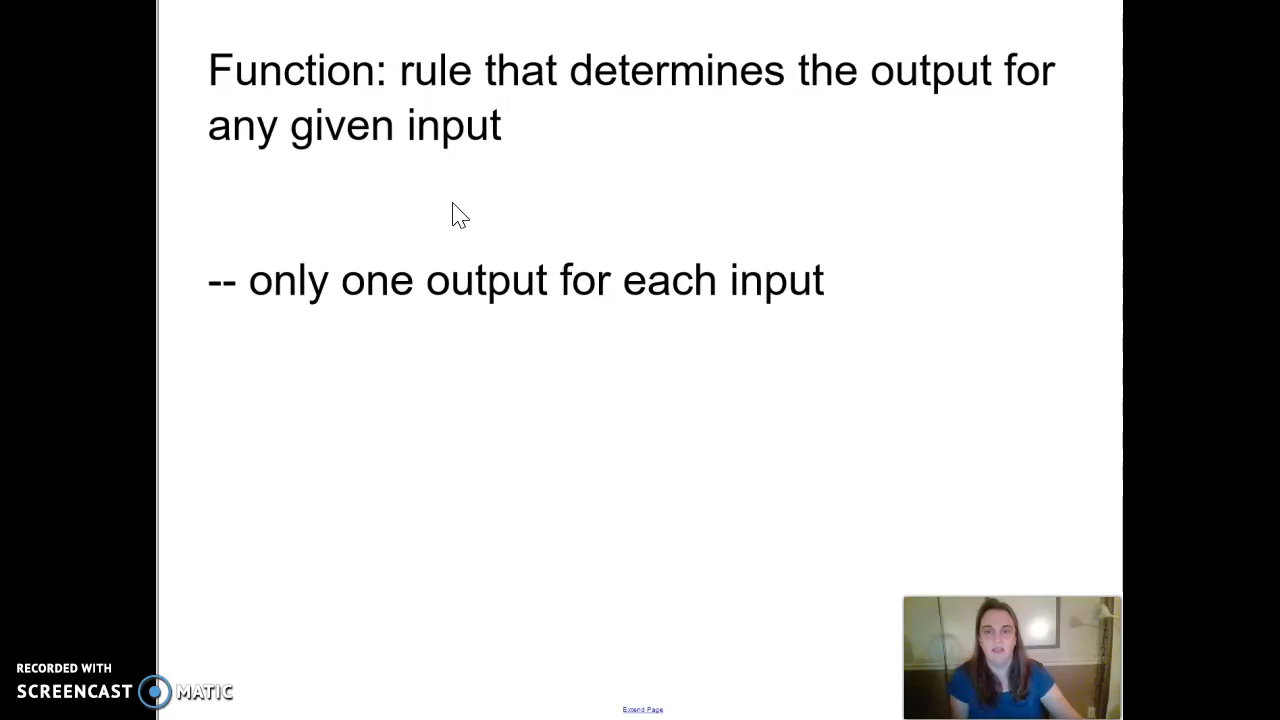 Function: rule that determines the output for
any given input
-- only one output for each input
RECORDED WITH
SCREENCAST MATIC
Extend Page